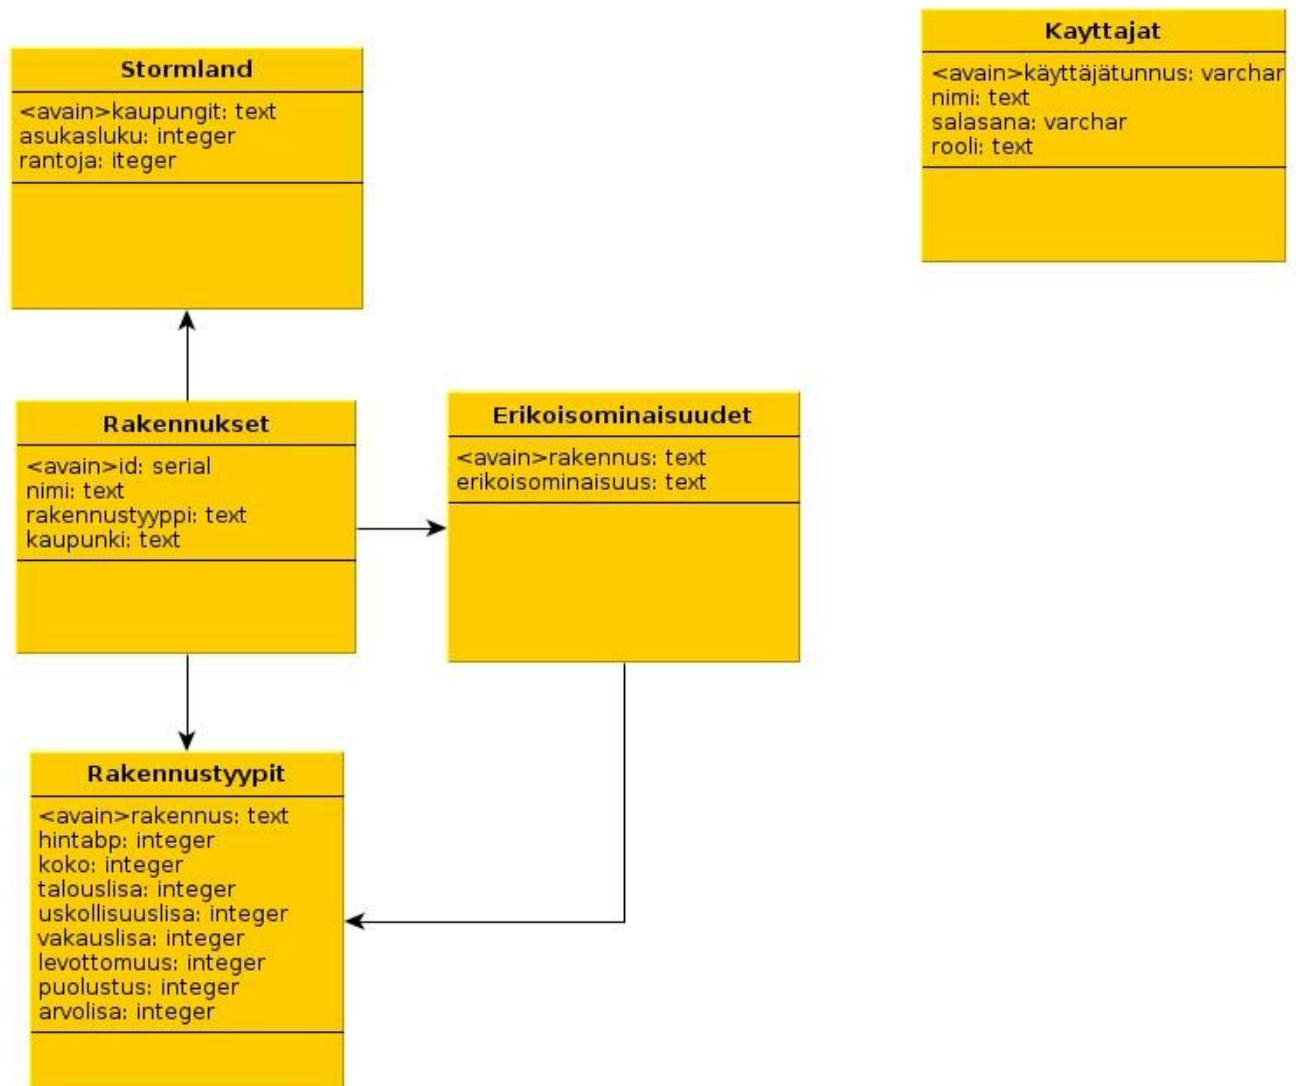 Stormland
<avain>kaupungit: text
asukasluku: integer
rantoja: iteger
Kayttajat
<avain>käyttäjätunnus: varchar
nimi: text
salasana: varchar
rooli: text
Rakennukset
<avain>id: serial
nimi: text
rakennustyyppi: text
kaupunki: text
Erikoisominaisuudet
<avain>rakennus: text
erikoisominaisuus: text
Rakennustyypit
<avain>rakennus: text
hintabp: integer
koko: integer
talouslisa: integer
uskollisuuslisa: integer
vakauslisa: integer
levottomuus: integer
puolustus: integer
arvolisa: integer